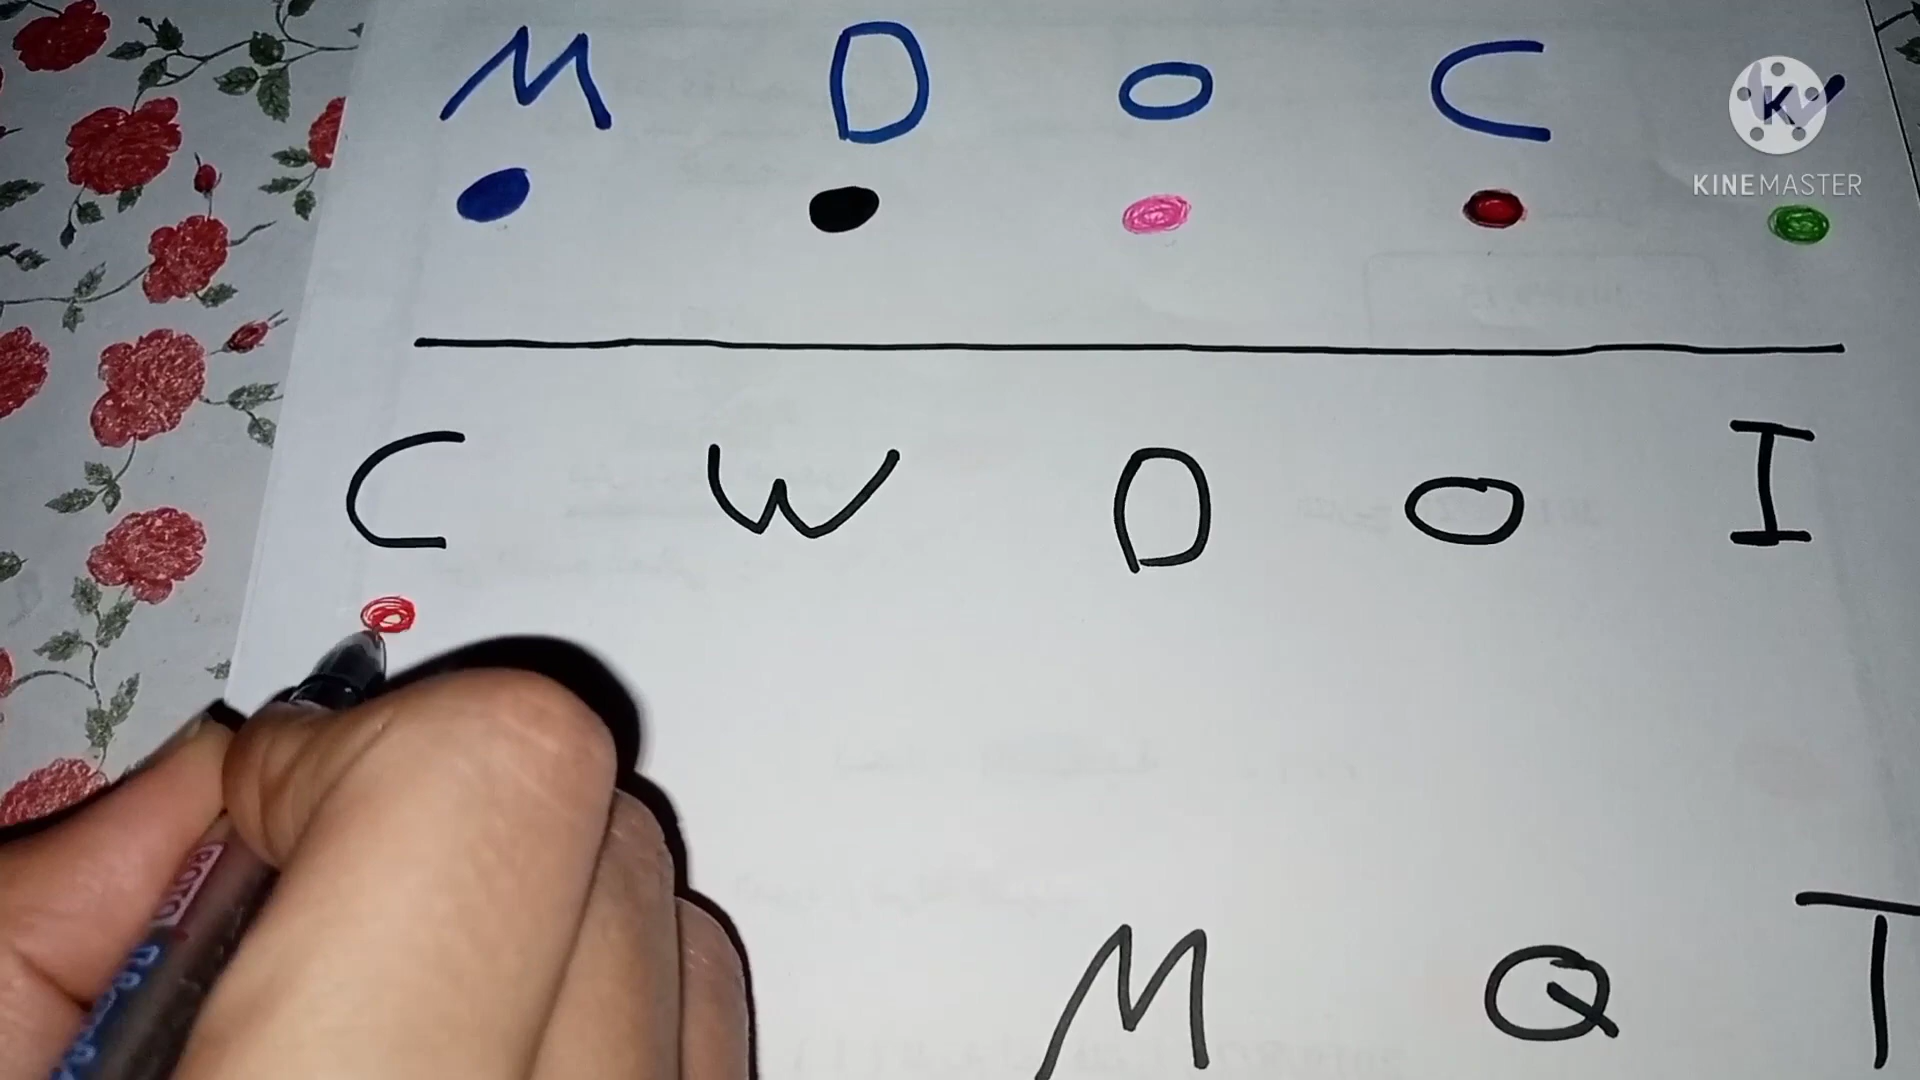 M D O C
K
KINEMASTER
C W D O I
M Q T